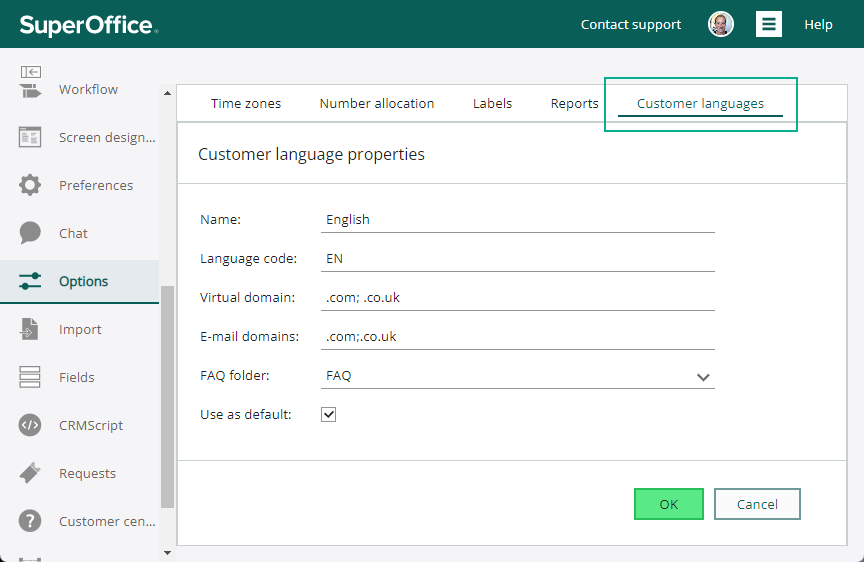 SuperOffice
Contact support
Help
Workflow
Screen design...
Preferences
Chat
Options
Import
Fields
CRMScript
Requests
Customer cen...
Time zones Number allocation Labels Reports Customer languages
Customer language properties
Name: English
Language code: EN
Virtual domain: .com; .co.uk
E-mail domains: .com;.co.uk
FAQ folder: FAQ
Use as default:
OK Cancel